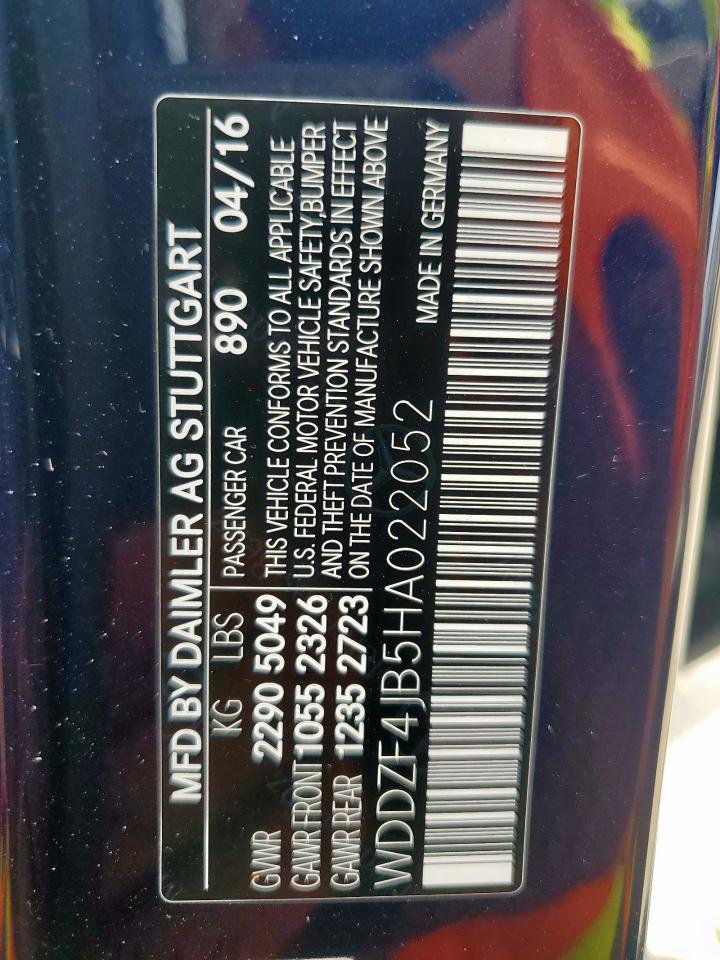 MFD BY DAIMLER AG STUTTGART
KG LBS PASSENGER CAR 890 04/16
GVWR 2290 5049 THIS VEHICLE CONFORMS TO ALL APPLICABLE
GAWR FRONT 1055 2326 U.S. FEDERAL MOTOR VEHICLE SAFETY,BUMPER
GAWR REAR 1235 2723 AND THEFT PREVENTION STANDARDS IN EFFECT
ON THE DATE OF MANUFACTURE SHOWN ABOVE
WDDZF4JB5HA022052 MADE IN GERMANY